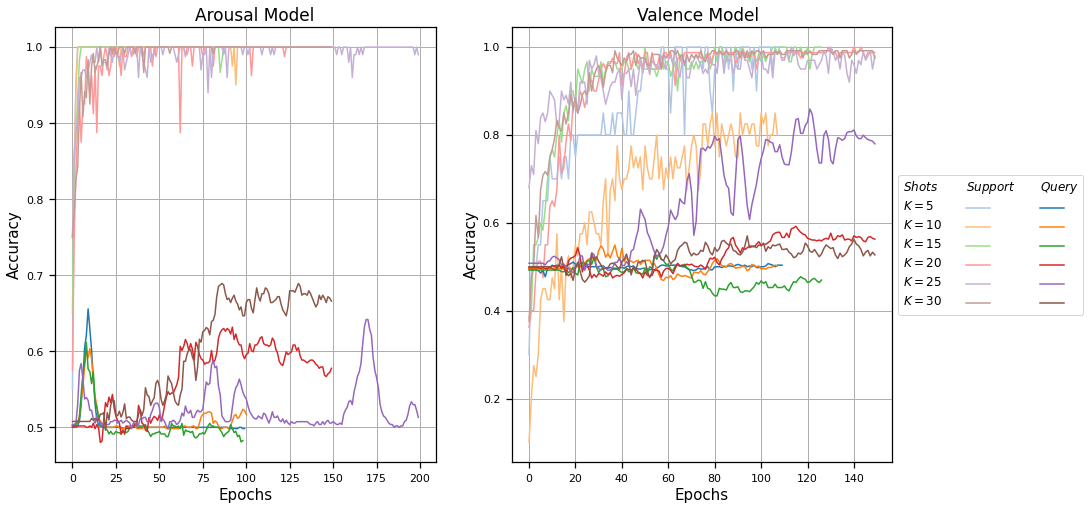 Arousal Model
1.0
0.9
0.8
0.7
0.6
0.5
Accuracy
0 25 50 75 100 125 150 175 200
Epochs
Valence Model
1.0
0.8
0.6
0.4
0.2
Accuracy
0 20 40 60 80 100 120 140
Epochs
Shots Support Query
K = 5
K = 10
K = 15
K = 20
K = 25
K = 30